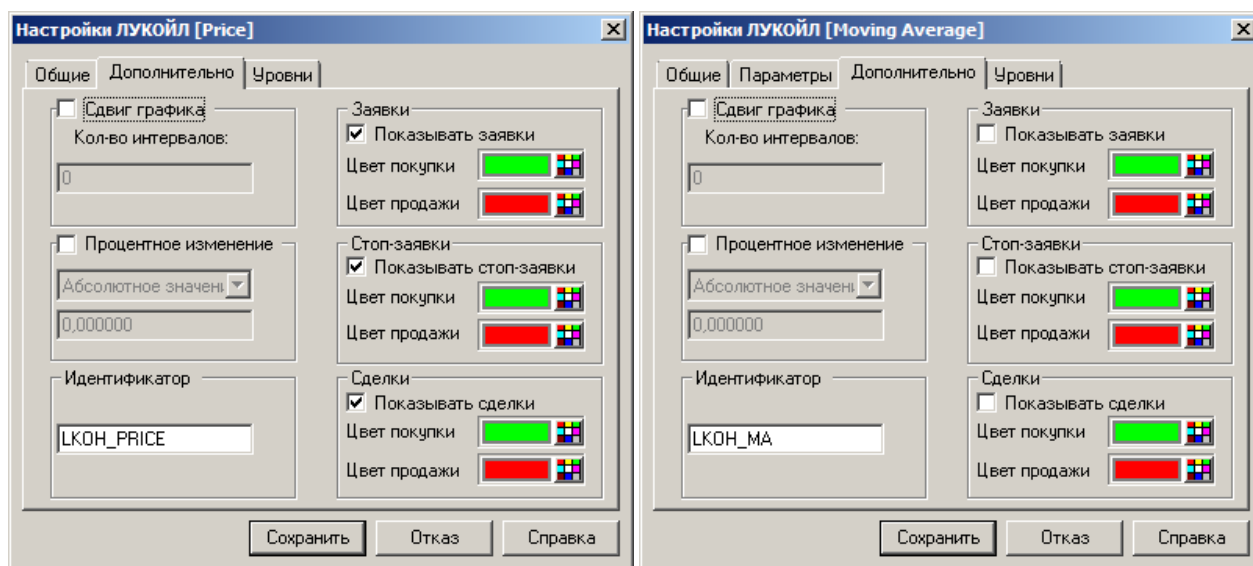 Настройки ЛУКОЙЛ [Price]
Общие Дополнительно Уровни
Сдвиг графика
Кол-во интервалов:
0
Процентное изменение
Абсолютное значени
0,000000
Идентификатор
LKOH_PRICE
Заявки
Показывать заявки
Цвет покупки
Цвет продажи
Стоп-заявки
Показывать стоп-заявки
Цвет покупки
Цвет продажи
Сделки
Показывать сделки
Цвет покупки
Цвет продажи
Сохранить Отказ Справка
Настройки ЛУКОЙЛ [Moving Average]
Общие Параметры Дополнительно Уровни
Сдвиг графика
Кол-во интервалов:
0
Процентное изменение
Абсолютное значени
0,000000
Идентификатор
LKOH_MA
Заявки
Показывать заявки
Цвет покупки
Цвет продажи
Стоп-заявки
Показывать стоп-заявки
Цвет покупки
Цвет продажи
Сделки
Показывать сделки
Цвет покупки
Цвет продажи
Сохранить Отказ Справка